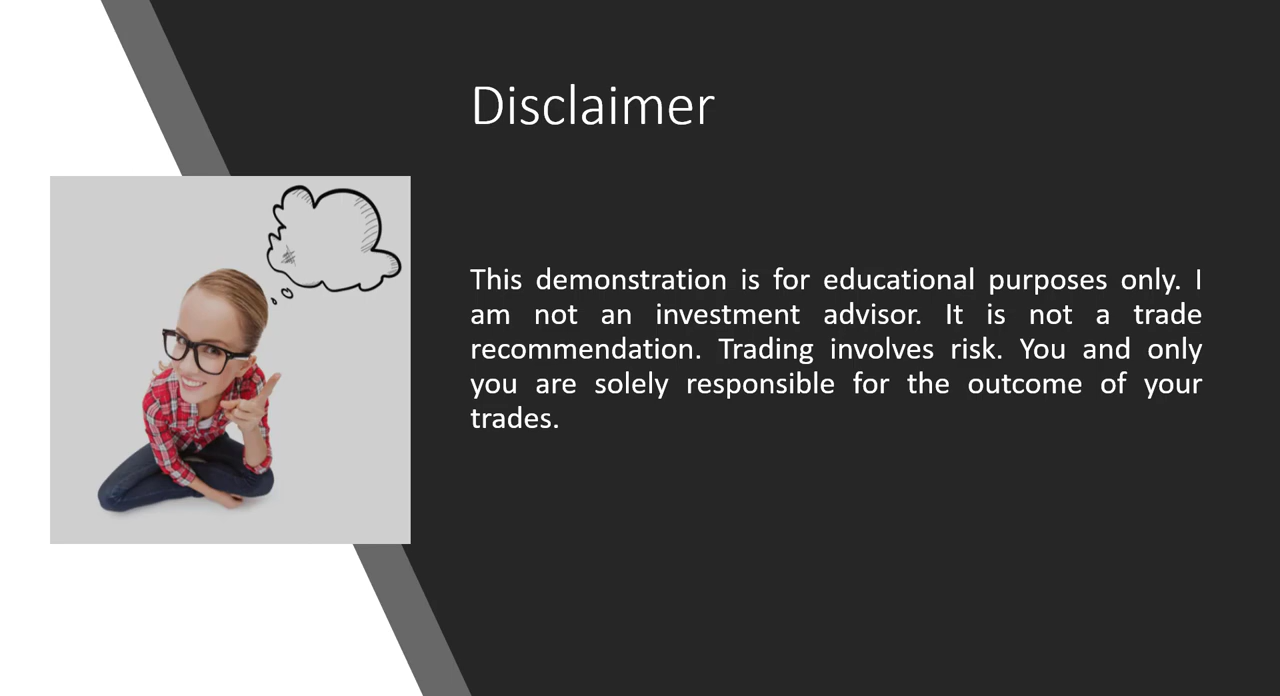 Disclaimer
This demonstration is for educational purposes only. I
am not an investment advisor. It is not a trade
recommendation. Trading involves risk. You and only
you are solely responsible for the outcome of your
trades.